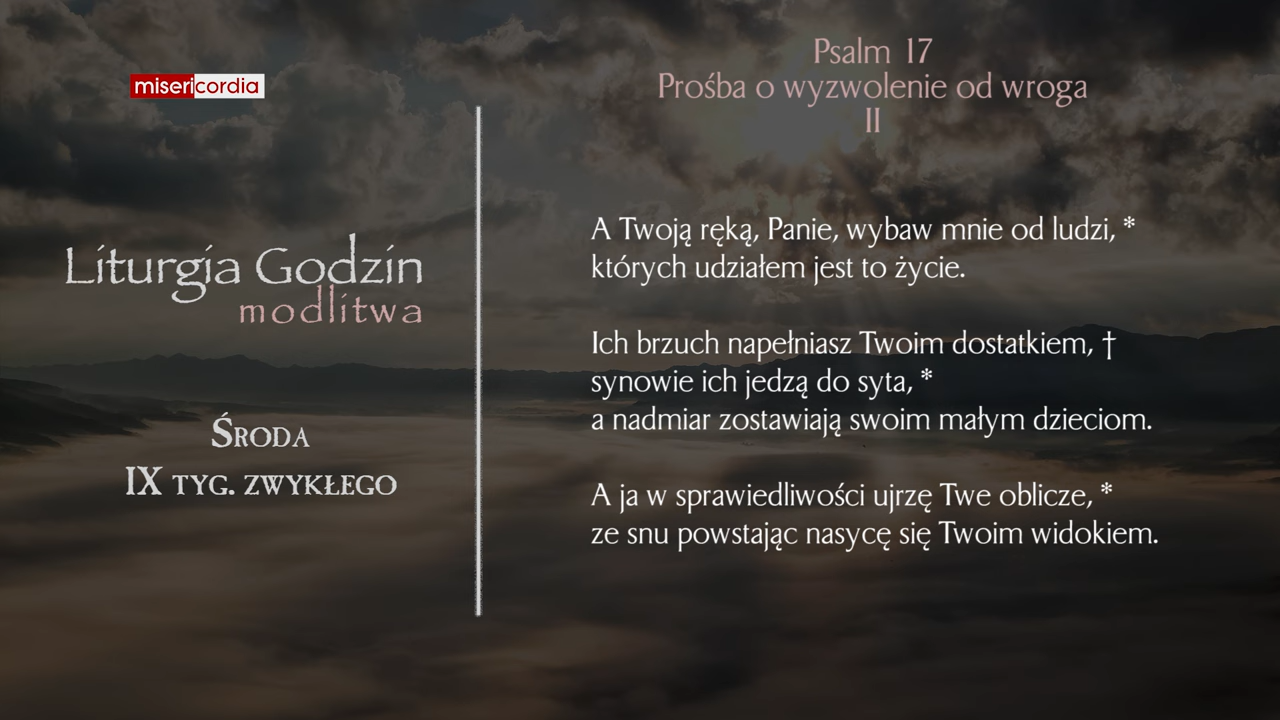 misericordia
Liturgia Godzin
modlitwa
Środa
IX tyg. zwykłego
Psalm 17
Prośba o wyzwolenie od wroga
II
A Twoją ręką, Panie, wybaw mnie od ludzi, *
których udziałem jest to życie.
Ich brzuch napełniasz Twoim dostatkiem, †
synowie ich jedzą do syta, *
a nadmiar zostawiają swoim małym dzieciom.
A ja w sprawiedliwości ujrzę Twe oblicze, *
ze snu powstając nasycę się Twoim widokiem.